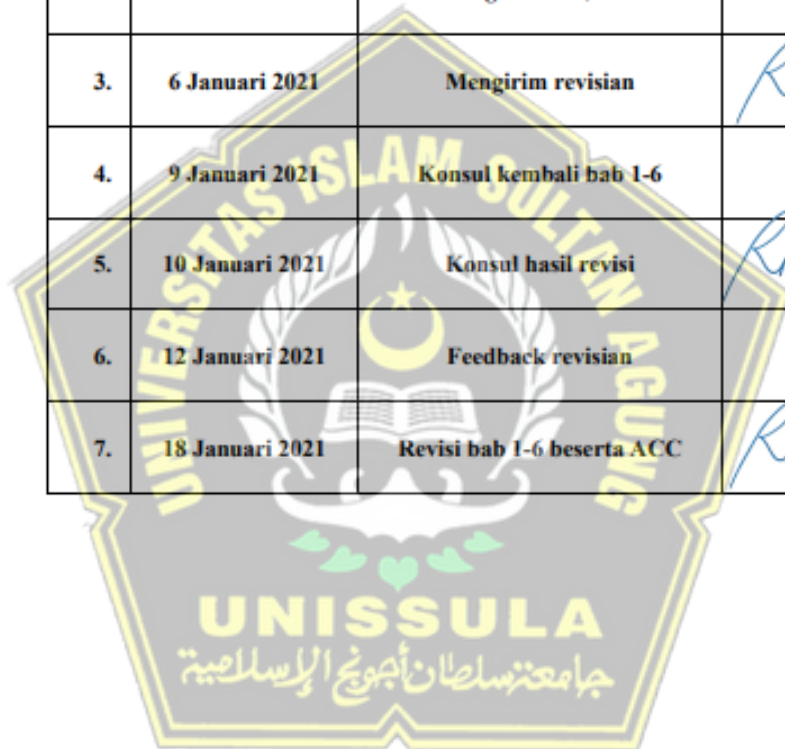 3. 6 Januari 2021 Mengirim revisian
4. 9 Januari 2021 Konsul kembali bab 1-6
5. 10 Januari 2021 Konsul hasil revisi
6. 12 Januari 2021 Feedback revisian
7. 18 Januari 2021 Revisi bab 1-6 beserta ACC
UNIVERSITAS ISLAM SULTAN AGUNG
UNISSULA
جامعتنسلطان أجونج الإسلامية